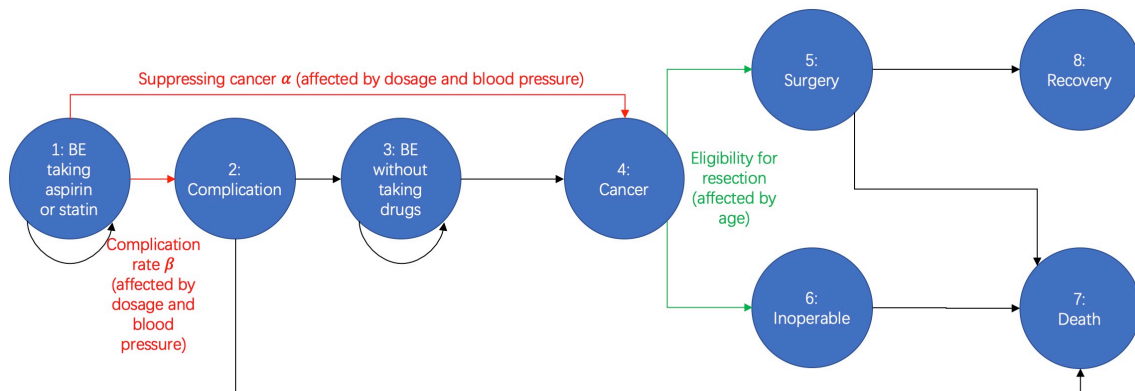 Suppressing cancer α (affected by dosage and blood pressure)
1: BE
taking
aspirin
or statin
2:
Complication
3: BE
without
taking
drugs
4:
Cancer
5:
Surgery
8:
Recovery
Eligibility for
resection
(affected by
age)
Complication
rate β
(affected by
dosage and
blood
pressure)
6:
Inoperable
7:
Death